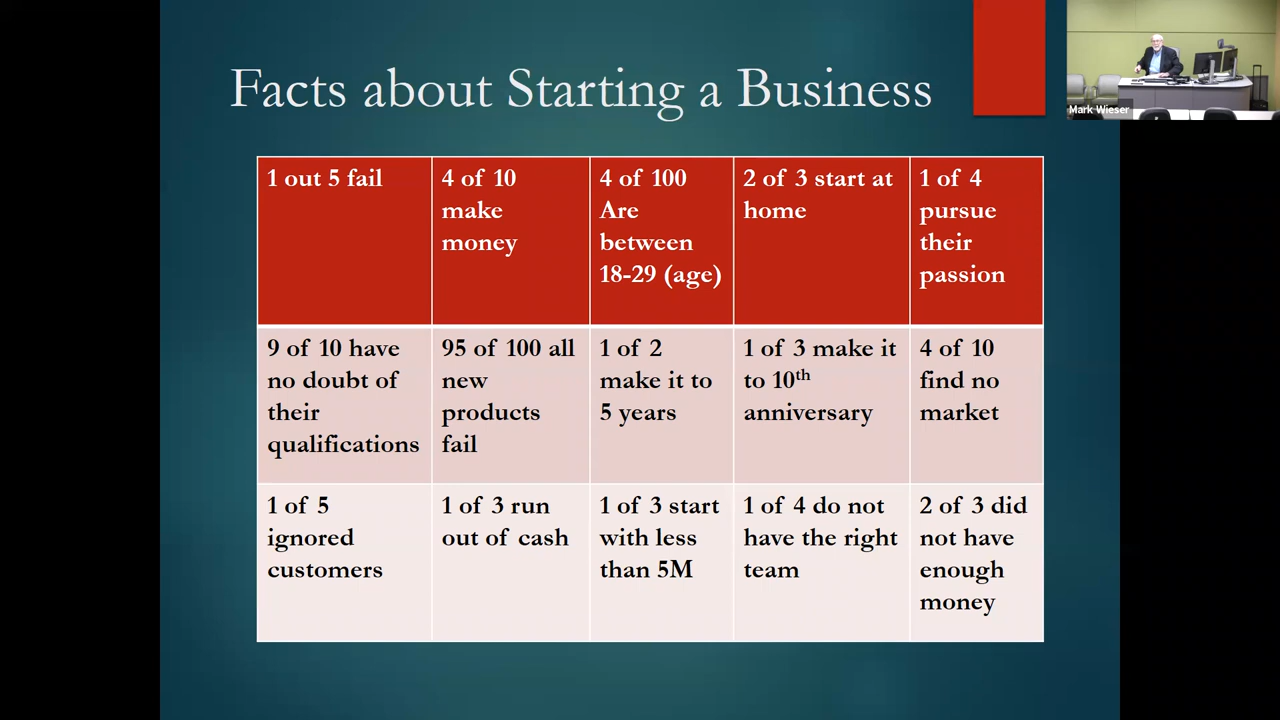 Facts about Starting a Business
Mark Wieser
1 out 5 fail
4 of 10
make
money
4 of 100
Are
between
18-29 (age)
2 of 3 start at
home
1 of 4
pursue
their
passion
9 of 10 have
no doubt of
their
qualifications
95 of 100 all
new
products
fail
1 of 2
make it to
5 years
1 of 3 make it
to 10th
anniversary
4 of 10
find no
market
1 of 5
ignored
customers
1 of 3 run
out of cash
1 of 3 start
with less
than 5M
1 of 4 do not
have the right
team
2 of 3 did
not have
enough
money